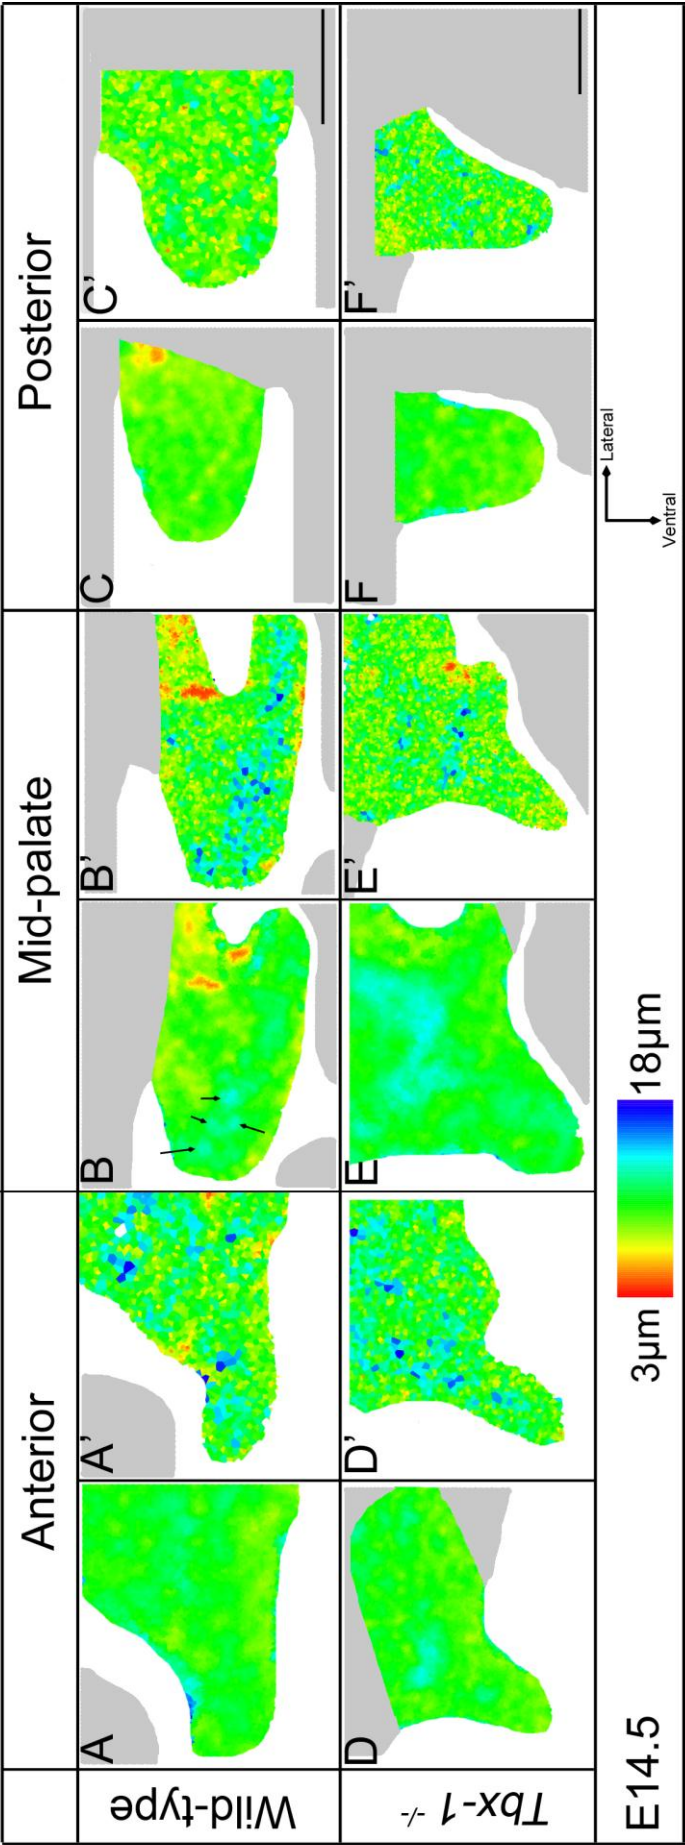 Anterior
Mid-palate
Posterior
Wild-type
A
A'
B
B'
C
C'
Tbx-1 -/-
D
D'
E
E'
F
F'
E14.5
3μm
18μm
Lateral
Ventral